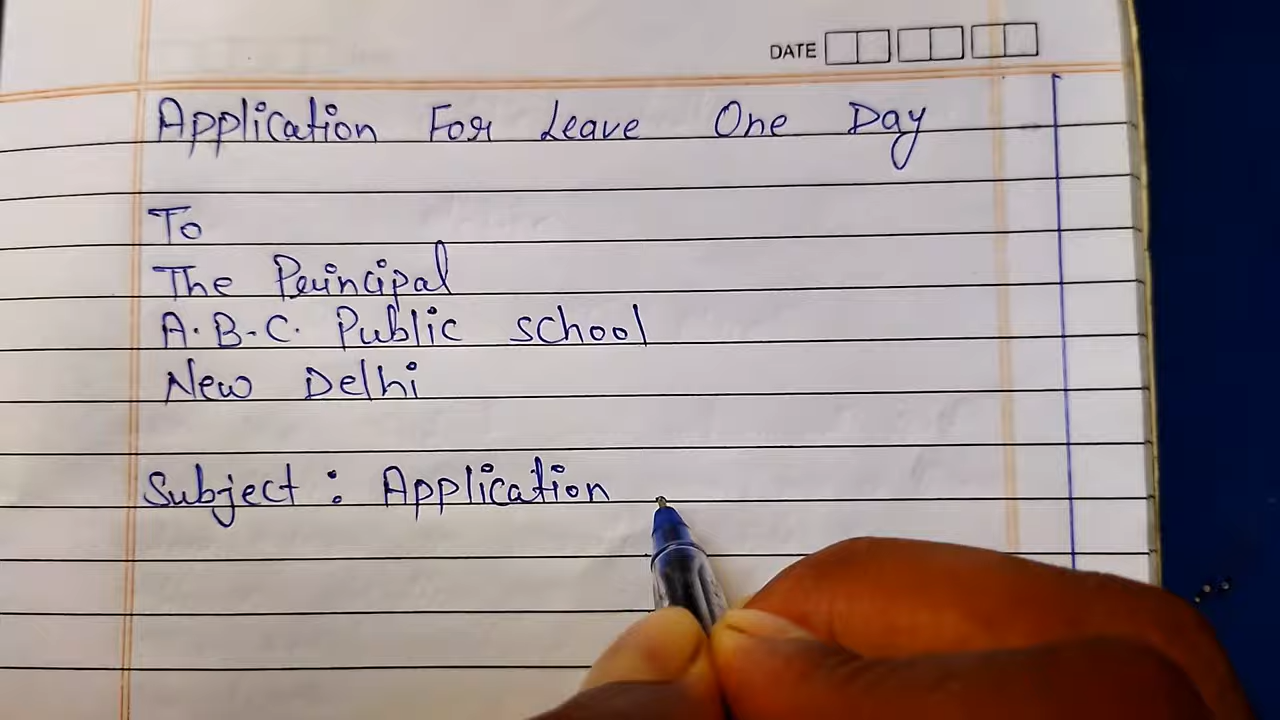 DATE
Application For Leave One Day
To
The Principal
A.B.C. Public school
New Delhi
Subject : Application